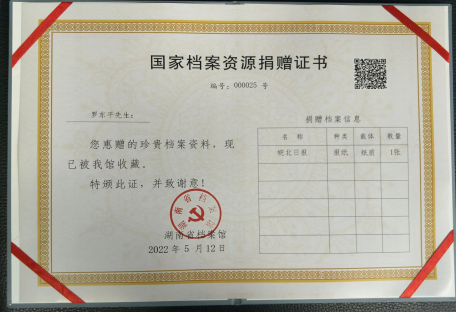 国家档案资源捐赠证书
编号：000025 号
罗东平先生：
您惠赠的珍贵档案资料，现
已被我馆收藏。
特颁此证，并致谢意！
湖南省档案馆
2022 年 5 月 12 日
捐赠档案信息
名 称 种类 载体 数量
皖北日报 报纸 纸质 1张